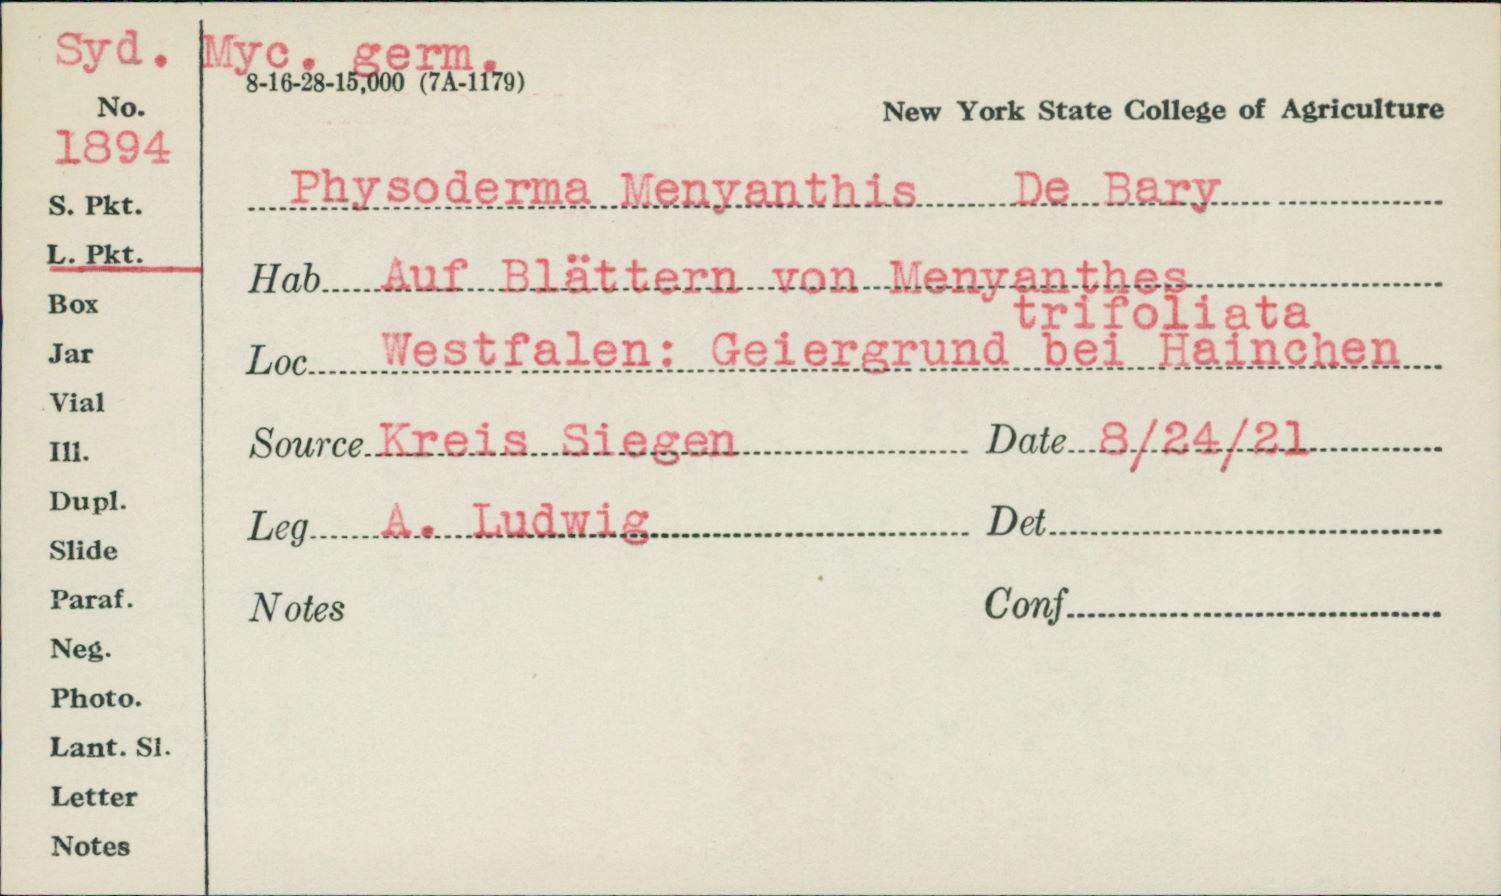 Syd. Myc. germ.
8-16-28-15,000 (7A-1179)
New York State College of Agriculture
No.
1894
S. Pkt.
L. Pkt.
Box
Jar
Vial
Ill.
Dupl.
Slide
Paraf.
Neg.
Photo.
Lant. Sl.
Letter
Notes
Physoderma Menyanthis De Bary
Hab. Auf Blättern von Menyanthes
trifoliata
Loc. Westfalen: Geiergrund bei Hainchen
Source Kreis Siegen Date 8/24/21
Leg. A. Ludwig Det.
Notes Conf.